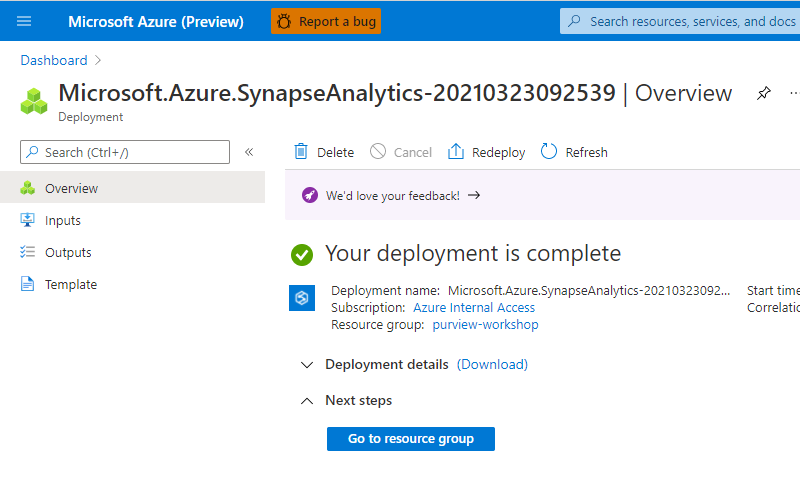 Microsoft Azure (Preview)
Report a bug
Search resources, services, and docs
Dashboard
Microsoft.Azure.SynapseAnalytics-20210323092539 | Overview
Deployment
Search (Ctrl+/)
Delete
Cancel
Redeploy
Refresh
Overview
Inputs
Outputs
Template
We'd love your feedback! →
Your deployment is complete
Deployment name: Microsoft.Azure.SynapseAnalytics-20210323092...
Subscription: Azure Internal Access
Resource group: purview-workshop
Start time
Correlatio
Deployment details (Download)
Next steps
Go to resource group